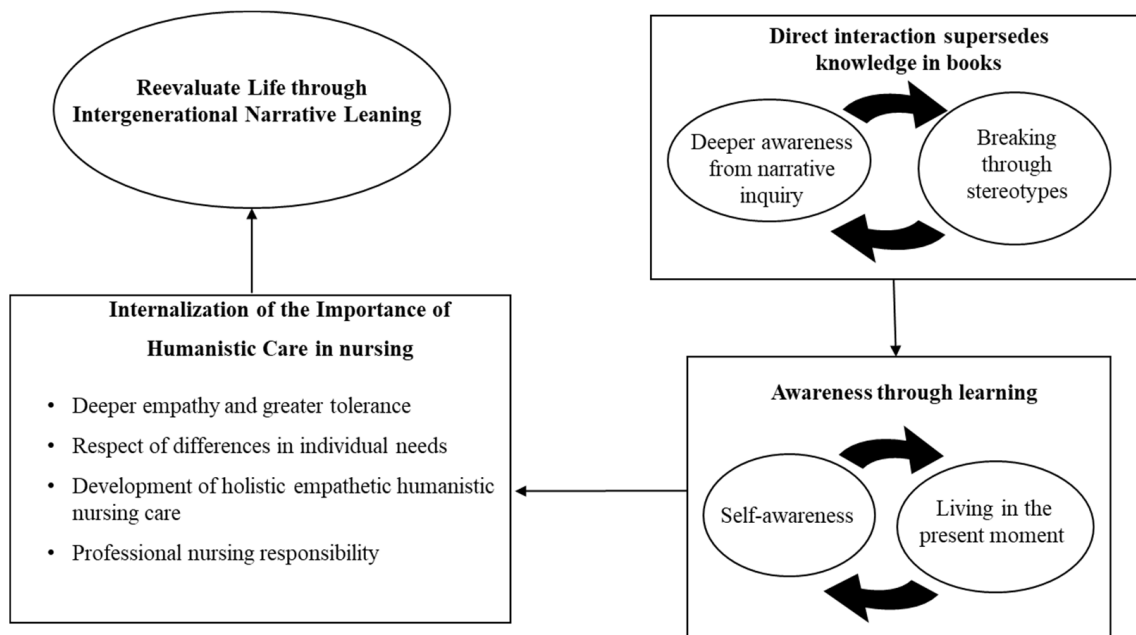 Reevaluate Life through
Intergenerational Narrative Leaning
Direct interaction supersedes
knowledge in books
Deeper awareness
from narrative
inquiry
Breaking
through
stereotypes
Internalization of the Importance of
Humanistic Care in nursing
• Deeper empathy and greater tolerance
• Respect of differences in individual needs
• Development of holistic empathetic humanistic
nursing care
• Professional nursing responsibility
Awareness through learning
Self-awareness
Living in the
present moment